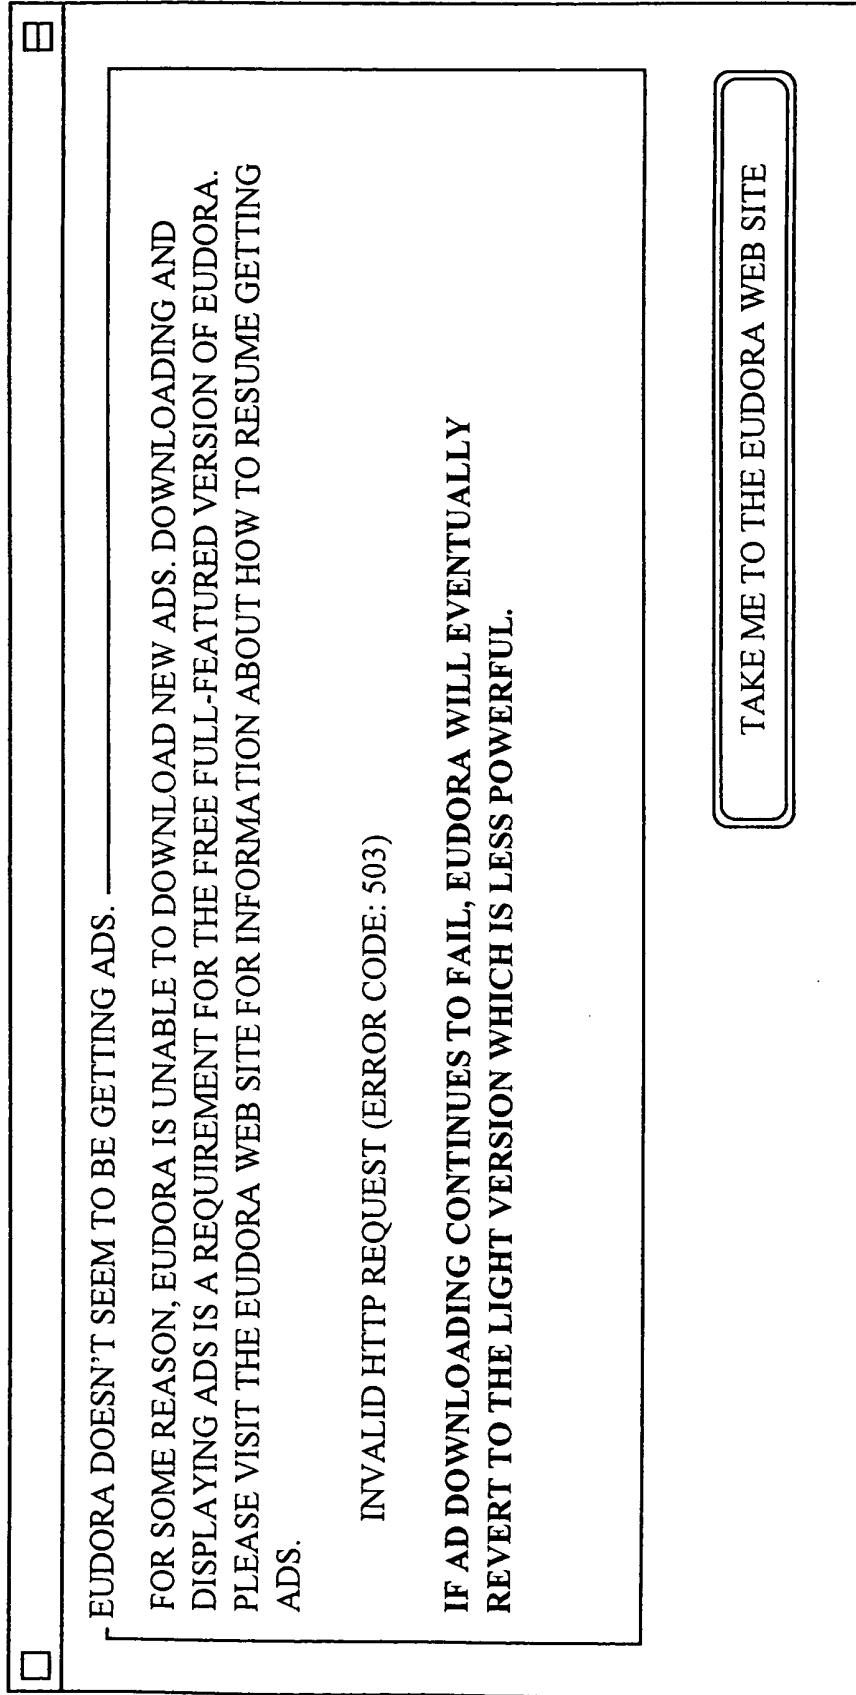 EUDORA DOESN'T SEEM TO BE GETTING ADS.
FOR SOME REASON, EUDORA IS UNABLE TO DOWNLOAD NEW ADS. DOWNLOADING AND
DISPLAYING ADS IS A REQUIREMENT FOR THE FREE FULL-FEATURED VERSION OF EUDORA.
PLEASE VISIT THE EUDORA WEB SITE FOR INFORMATION ABOUT HOW TO RESUME GETTING
ADS.
INVALID HTTP REQUEST (ERROR CODE: 503)
IF AD DOWNLOADING CONTINUES TO FAIL, EUDORA WILL EVENTUALLY
REVERT TO THE LIGHT VERSION WHICH IS LESS POWERFUL.
TAKE ME TO THE EUDORA WEB SITE